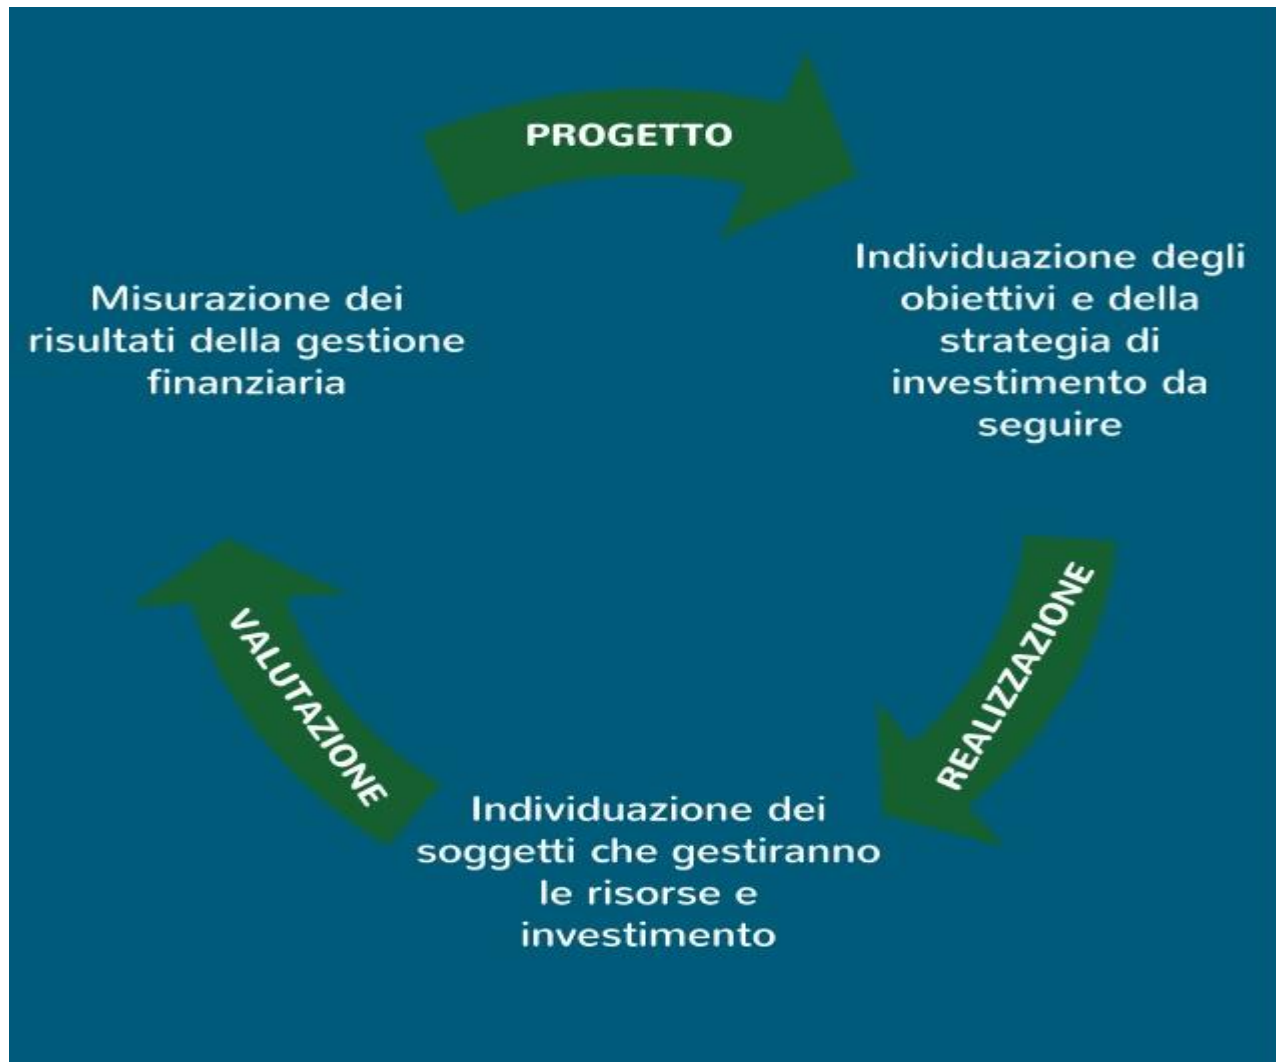 PROGETTO
Individuazione degli
obiettivi e della
strategia di
investimento da
seguire
REALIZZAZIONE
Individuazione dei
soggetti che gestiranno
le risorse e
investimento
VALUTAZIONE
Misurazione dei
risultati della gestione
finanziaria